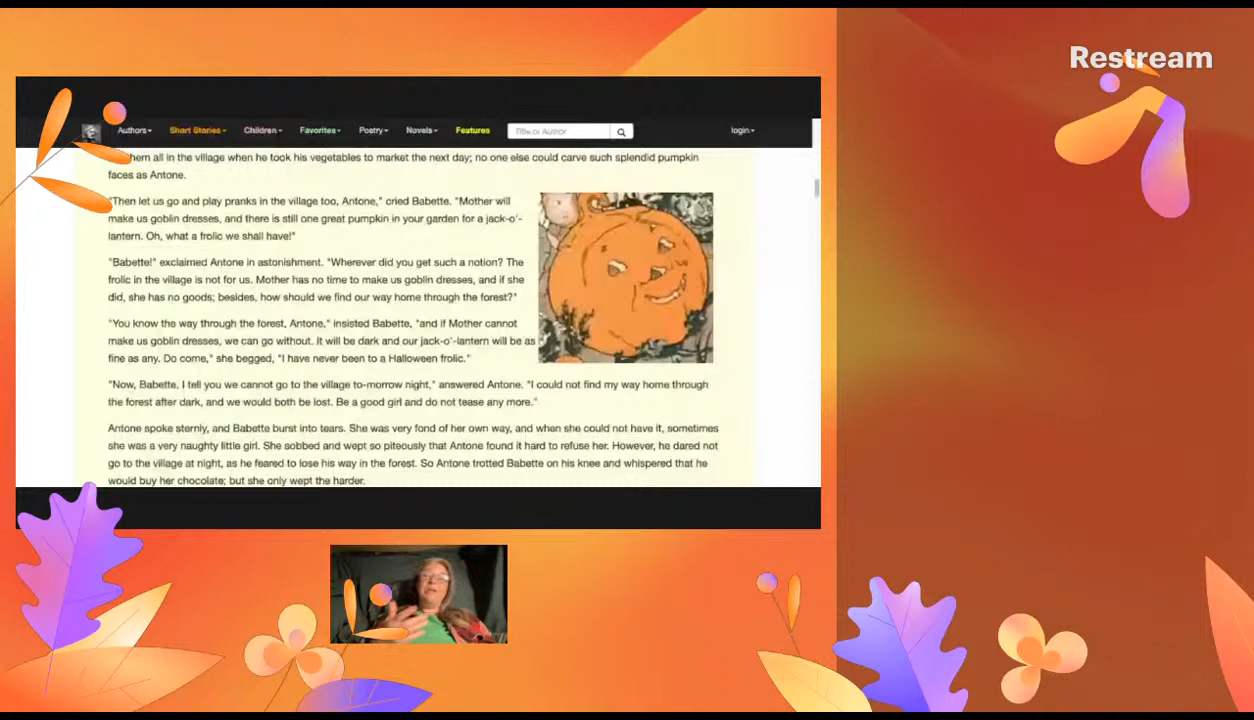 Restream
Authors Short Stories Children Favorites Poetry Novels Features Title or Author login
them all in the village when he took his vegetables to market the next day; no one else could carve such splendid pumpkin
faces as Antone.
"Then let us go and play pranks in the village too, Antone," cried Babette. "Mother will
make us goblin dresses, and there is still one great pumpkin in your garden for a jack-o'-
lantern. Oh, what a frolic we shall have!"
"Babette!" exclaimed Antone in astonishment. "Wherever did you get such a notion? The
frolic in the village is not for us. Mother has no time to make us goblin dresses, and if she
did, she has no goods; besides, how should we find our way home through the forest?"
"You know the way through the forest, Antone," insisted Babette, "and if Mother cannot
make us goblin dresses, we can go without. It will be dark and our jack-o'-lantern will be as
fine as any. Do come," she begged, "I have never been to a Halloween frolic."
"Now, Babette, I tell you we cannot go to the village to-morrow night," answered Antone. "I could not find my way home through
the forest after dark, and we would both be lost. Be a good girl and do not tease any more."
Antone spoke sternly, and Babette burst into tears. She was very fond of her own way, and when she could not have it, sometimes
she was a very naughty little girl. She sobbed and wept so piteously that Antone found it hard to refuse her. However, he dared not
go to the village at night, as he feared to lose his way in the forest. So Antone trotted Babette on his knee and whispered that he
would buy her chocolate; but she only wept the harder.